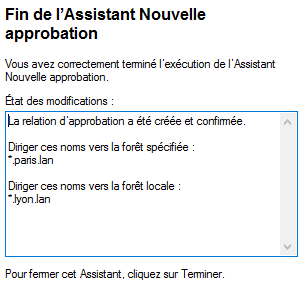 Fin de l'Assistant Nouvelle
approbation
Vous avez correctement terminé l'exécution de l'Assistant
Nouvelle approbation.
État des modifications :
La relation d'approbation a été créée et confirmée.
Diriger ces noms vers la forêt spécifiée :
*.paris.lan
Diriger ces noms vers la forêt locale :
*.lyon.lan
Pour fermer cet Assistant, cliquez sur Terminer.